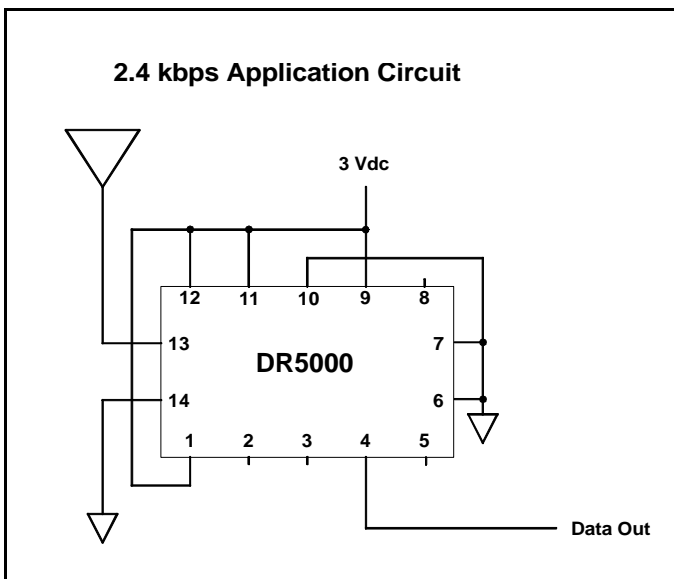 2.4 kbps Application Circuit
3 Vdc
12 11 10 9 8
13 7
DR5000
14 6
1 2 3 4 5
Data Out